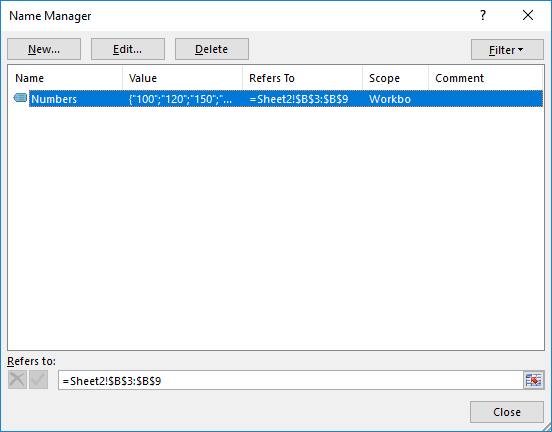 Name Manager
?
New... Edit... Delete Filter
Name Value Refers To Scope Comment
Numbers {"100";"120";"150";"... =Sheet2!$B$3:$B$9 Workbo
Refers to:
=Sheet2!$B$3:$B$9
Close